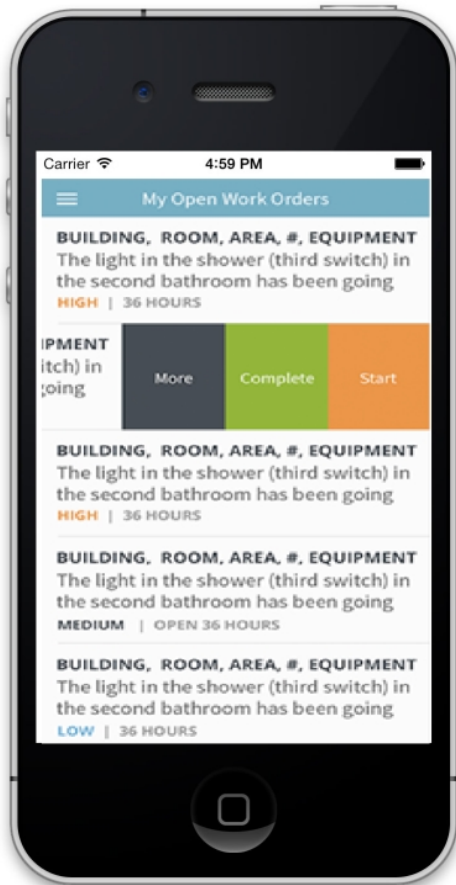 Carrier 4:59 PM
My Open Work Orders
BUILDING, ROOM, AREA, #, EQUIPMENT
The light in the shower (third switch) in
the second bathroom has been going
HIGH | 36 HOURS
IPMENT
itch) in
going
More Complete Start
BUILDING, ROOM, AREA, #, EQUIPMENT
The light in the shower (third switch) in
the second bathroom has been going
HIGH | 36 HOURS
BUILDING, ROOM, AREA, #, EQUIPMENT
The light in the shower (third switch) in
the second bathroom has been going
MEDIUM | OPEN 36 HOURS
BUILDING, ROOM, AREA, #, EQUIPMENT
The light in the shower (third switch) in
the second bathroom has been going
LOW | 36 HOURS